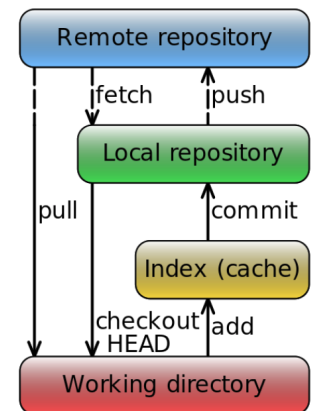 Remote repository
fetch
push
Local repository
pull
commit
Index (cache)
checkout
HEAD
add
Working directory